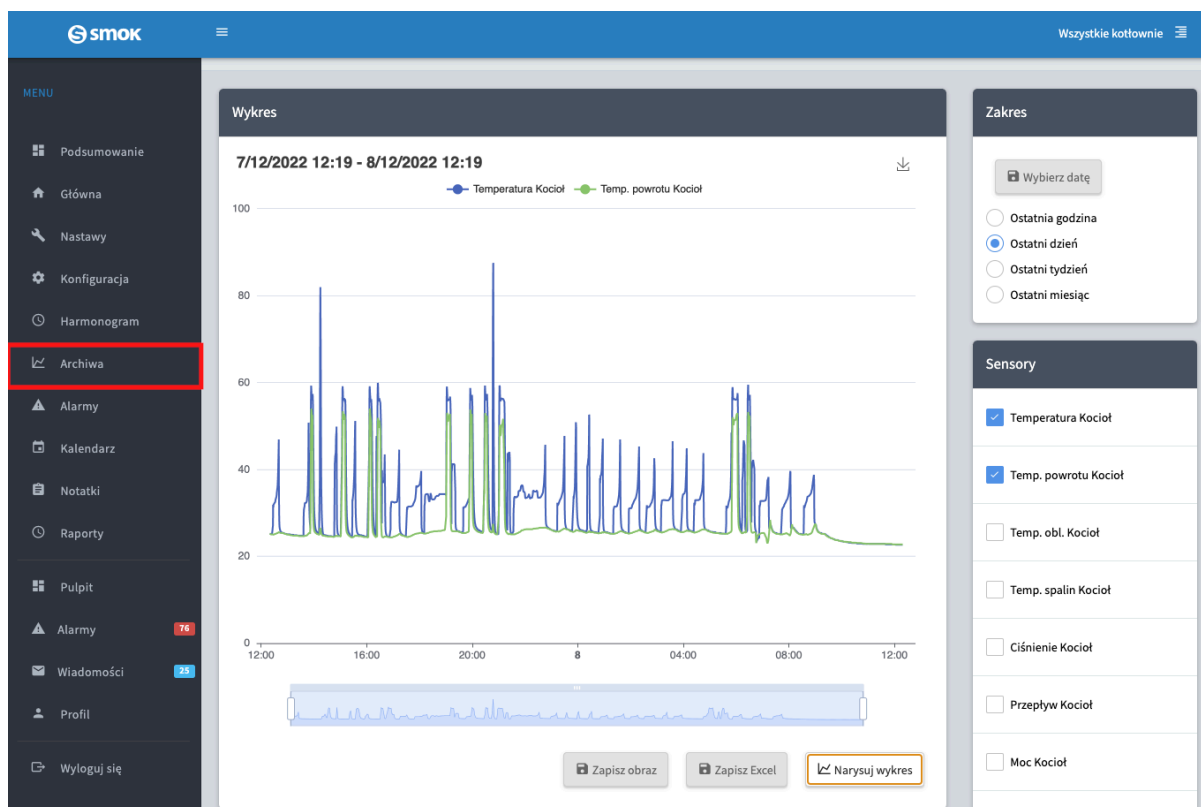 smok
Wszystkie kotłownie
MENU
Podsumowanie
Główna
Nastawy
Konfiguracja
Harmonogram
Archiwa
Alarmy
Kalendarz
Notatki
Raporty
Pulpit
Alarmy 76
Wiadomości 25
Profil
Wyloguj się
Wykres
7/12/2022 12:19 - 8/12/2022 12:19
Temperatura Kocioł Temp. powrotu Kocioł
100
80
60
40
20
0
12:00 16:00 20:00 8 04:00 08:00 12:00
Zapisz obraz Zapisz Excel Narysuj wykres
Zakres
Wybierz datę
Ostatnia godzina
Ostatni dzień
Ostatni tydzień
Ostatni miesiąc
Sensory
Temperatura Kocioł
Temp. powrotu Kocioł
Temp. obl. Kocioł
Temp. spalin Kocioł
Ciśnienie Kocioł
Przepływ Kocioł
Moc Kocioł